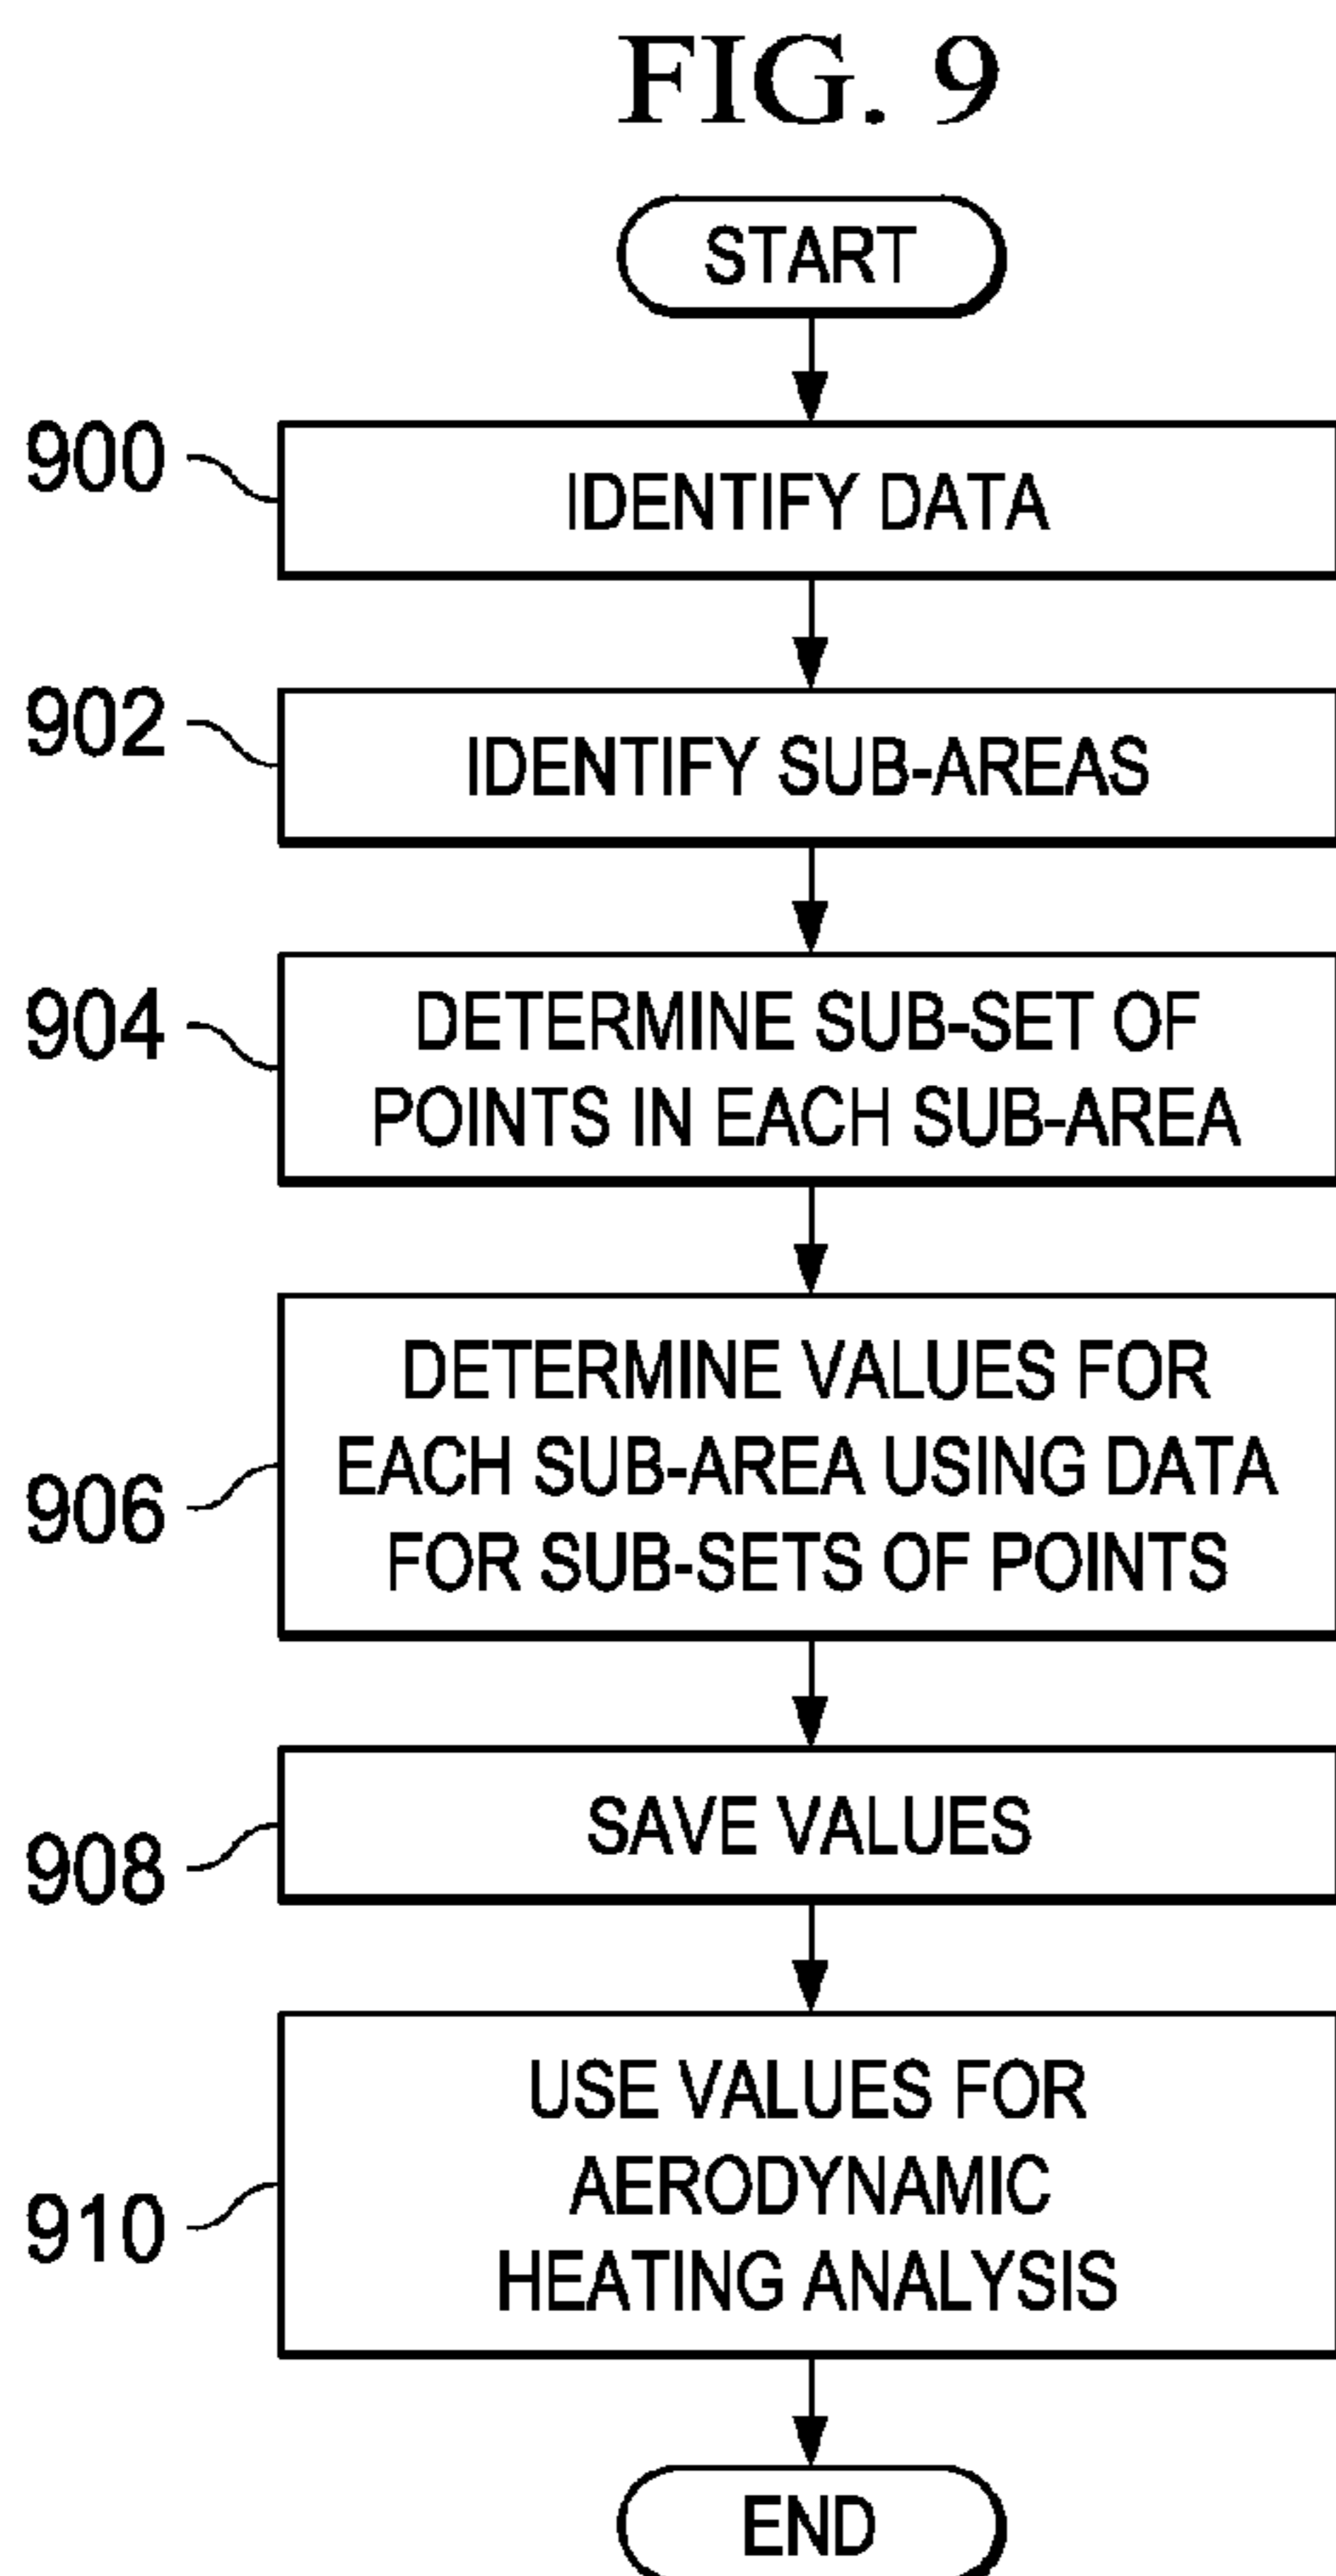 FIG. 9
START
900
IDENTIFY DATA
902
IDENTIFY SUB-AREAS
904
DETERMINE SUB-SET OF
POINTS IN EACH SUB-AREA
906
DETERMINE VALUES FOR
EACH SUB-AREA USING DATA
FOR SUB-SETS OF POINTS
908
SAVE VALUES
910
USE VALUES FOR
AERODYNAMIC
HEATING ANALYSIS
END